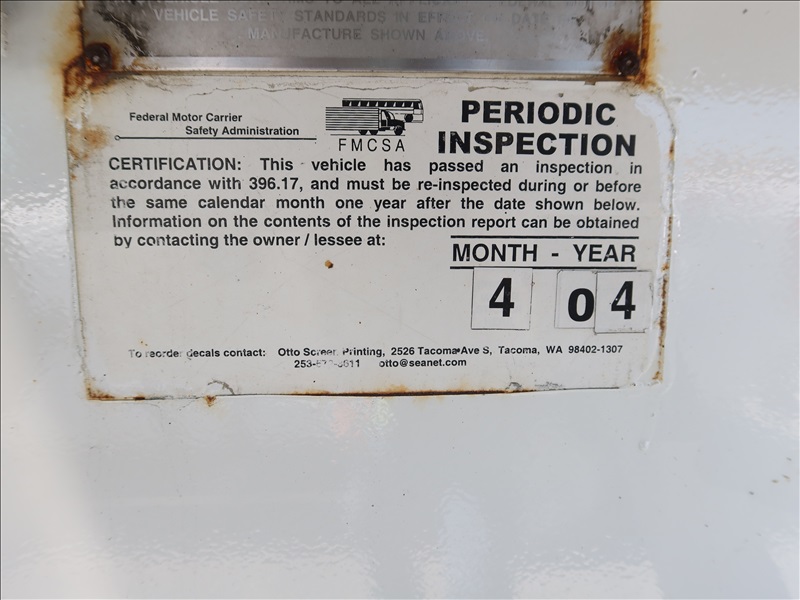 VEHICLE SAFETY STANDARDS IN EFFECT ON DATE
MANUFACTURE SHOWN ABOVE
Federal Motor Carrier
Safety Administration
FMCSA
PERIODIC
INSPECTION
CERTIFICATION: This vehicle has passed an inspection in
accordance with 396.17, and must be re-inspected during or before
the same calendar month one year after the date shown below.
Information on the contents of the inspection report can be obtained
by contacting the owner / lessee at:
MONTH - YEAR
4 04
To reorder decals contact: Otto Screen Printing, 2526 Tacoma Ave S, Tacoma, WA 98402-1307
otto@seanet.com